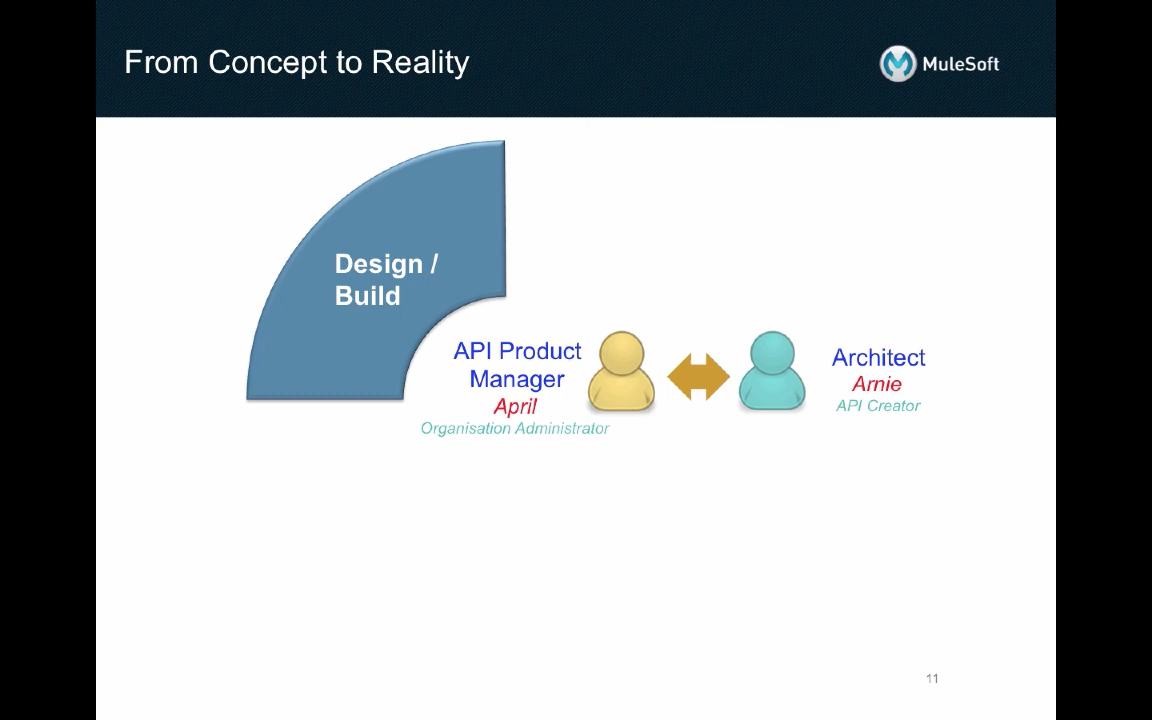 From Concept to Reality
MuleSoft
Design /
Build
API Product
Manager
April
Organisation Administrator
Architect
Arnie
API Creator
11